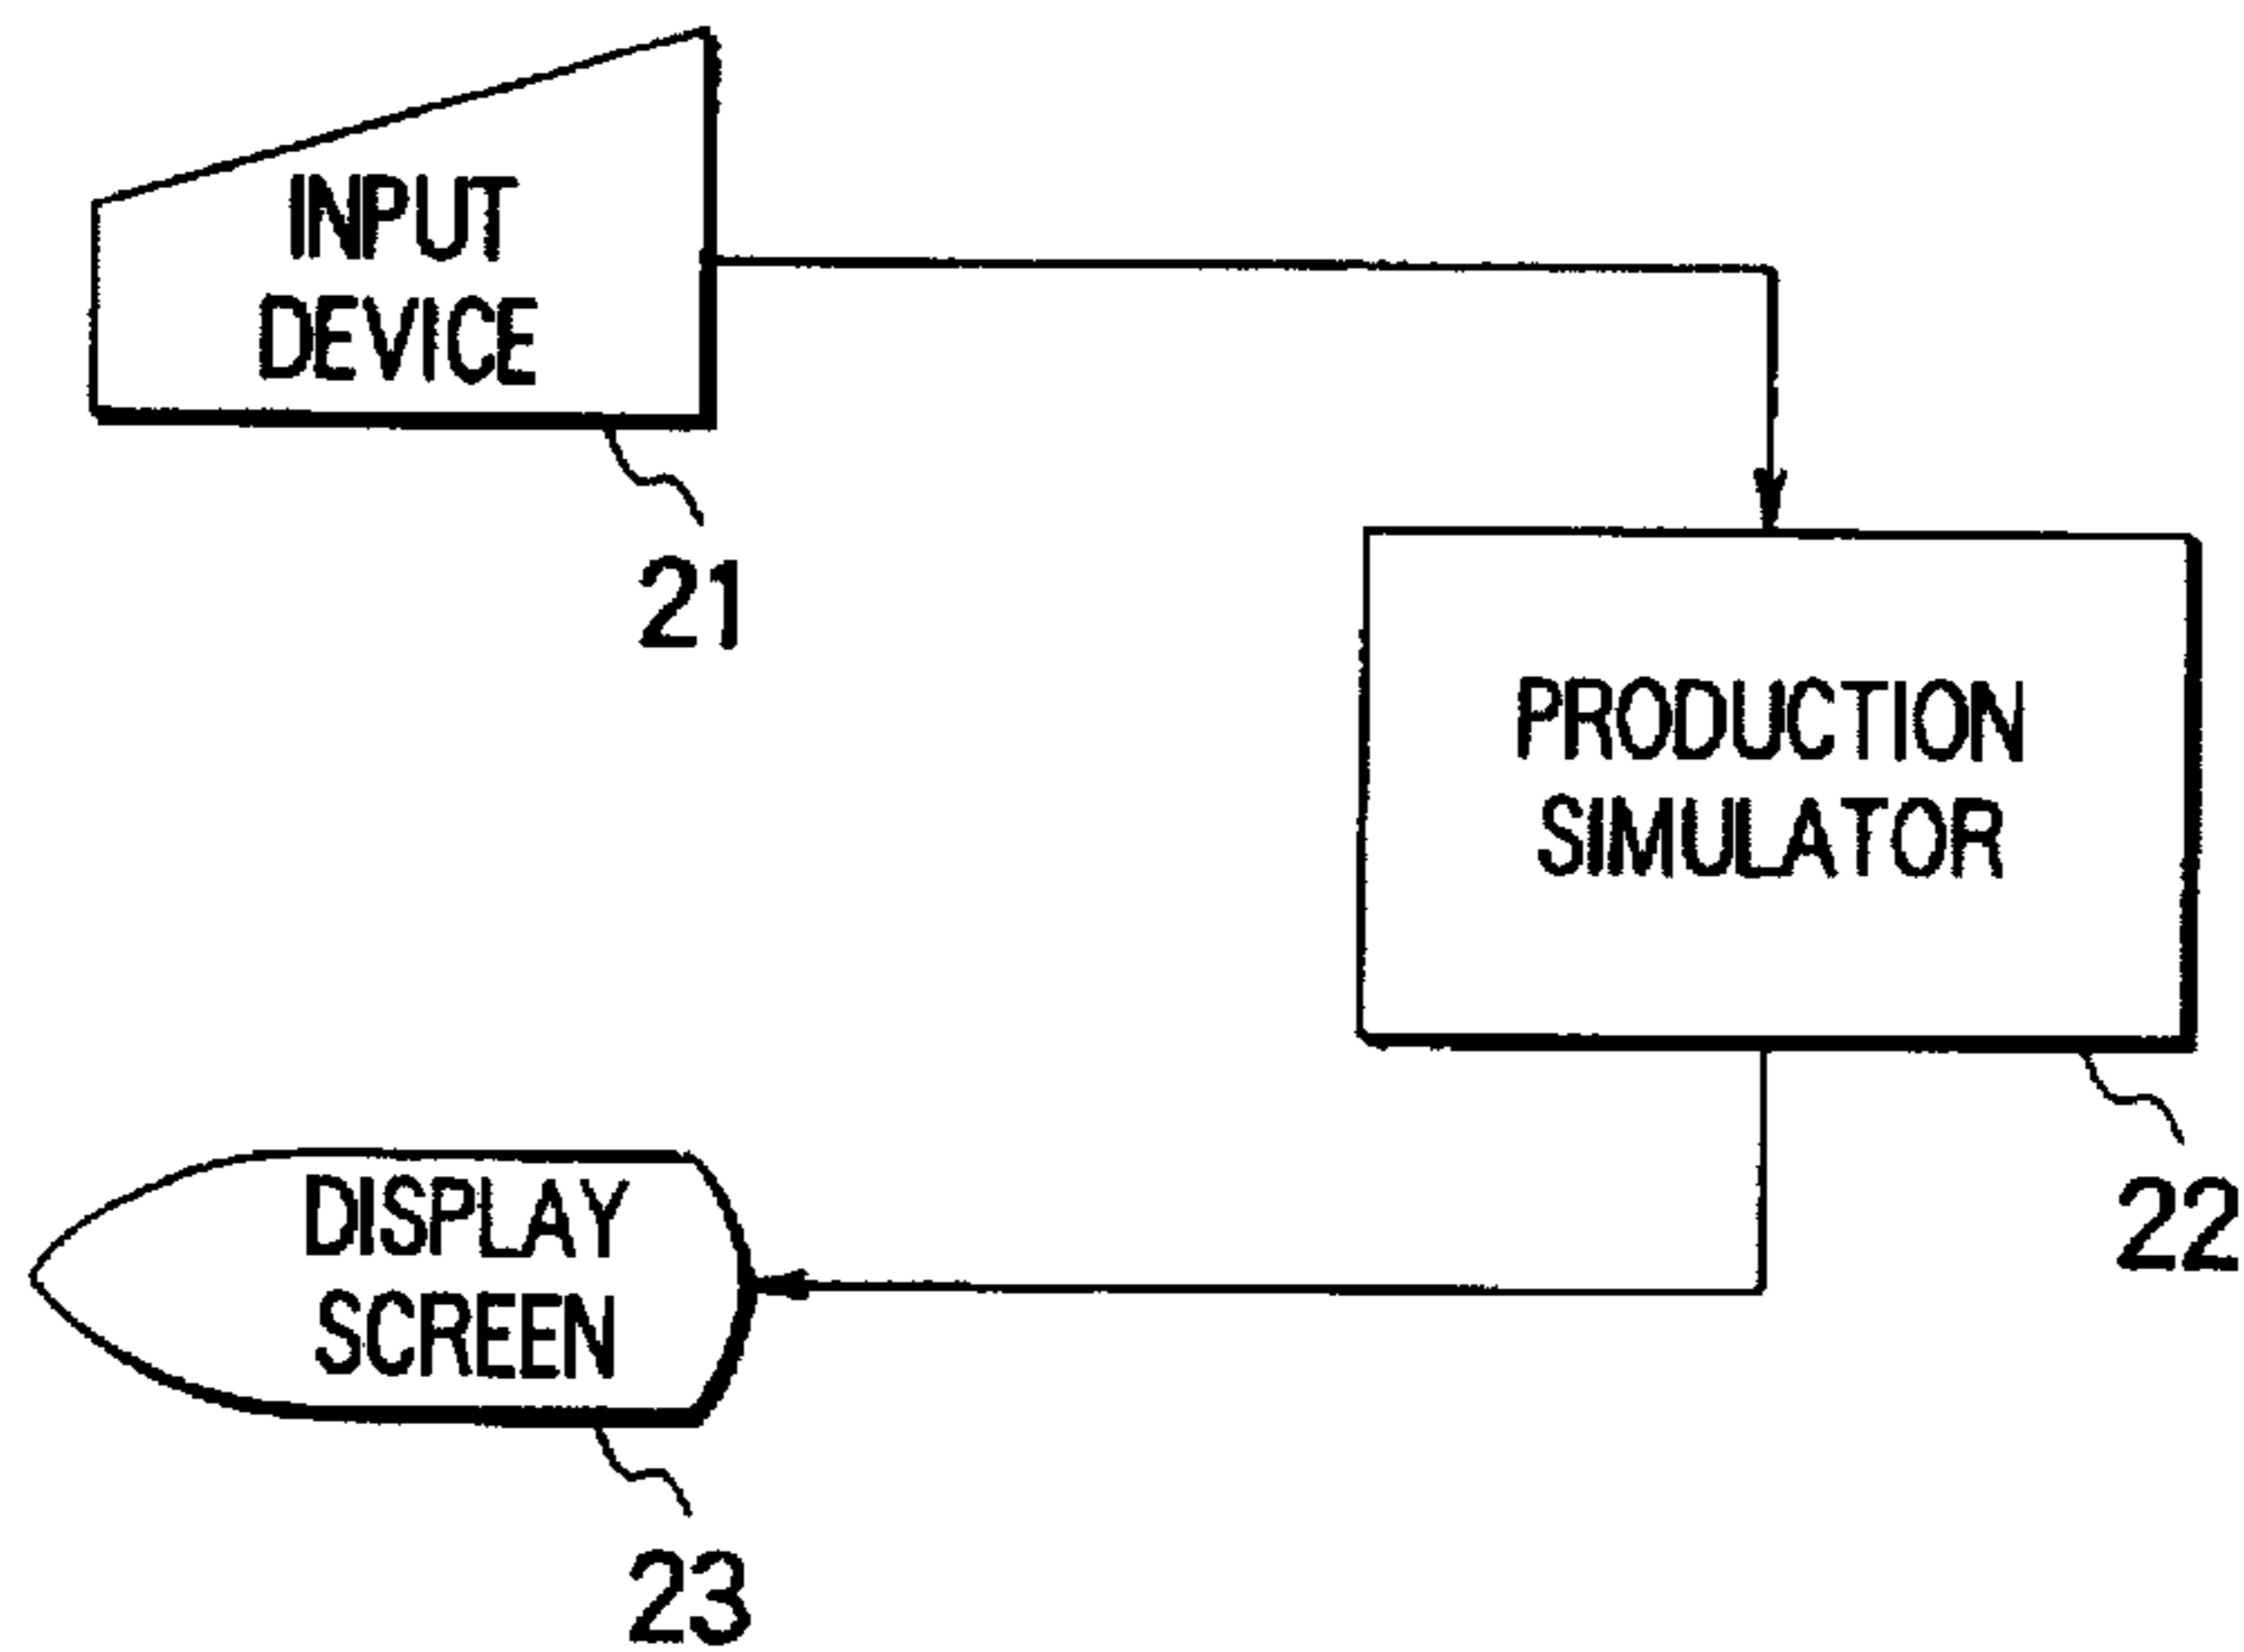 INPUT
DEVICE
21
PRODUCTION
SIMULATOR
22
DISPLAY
SCREEN
23